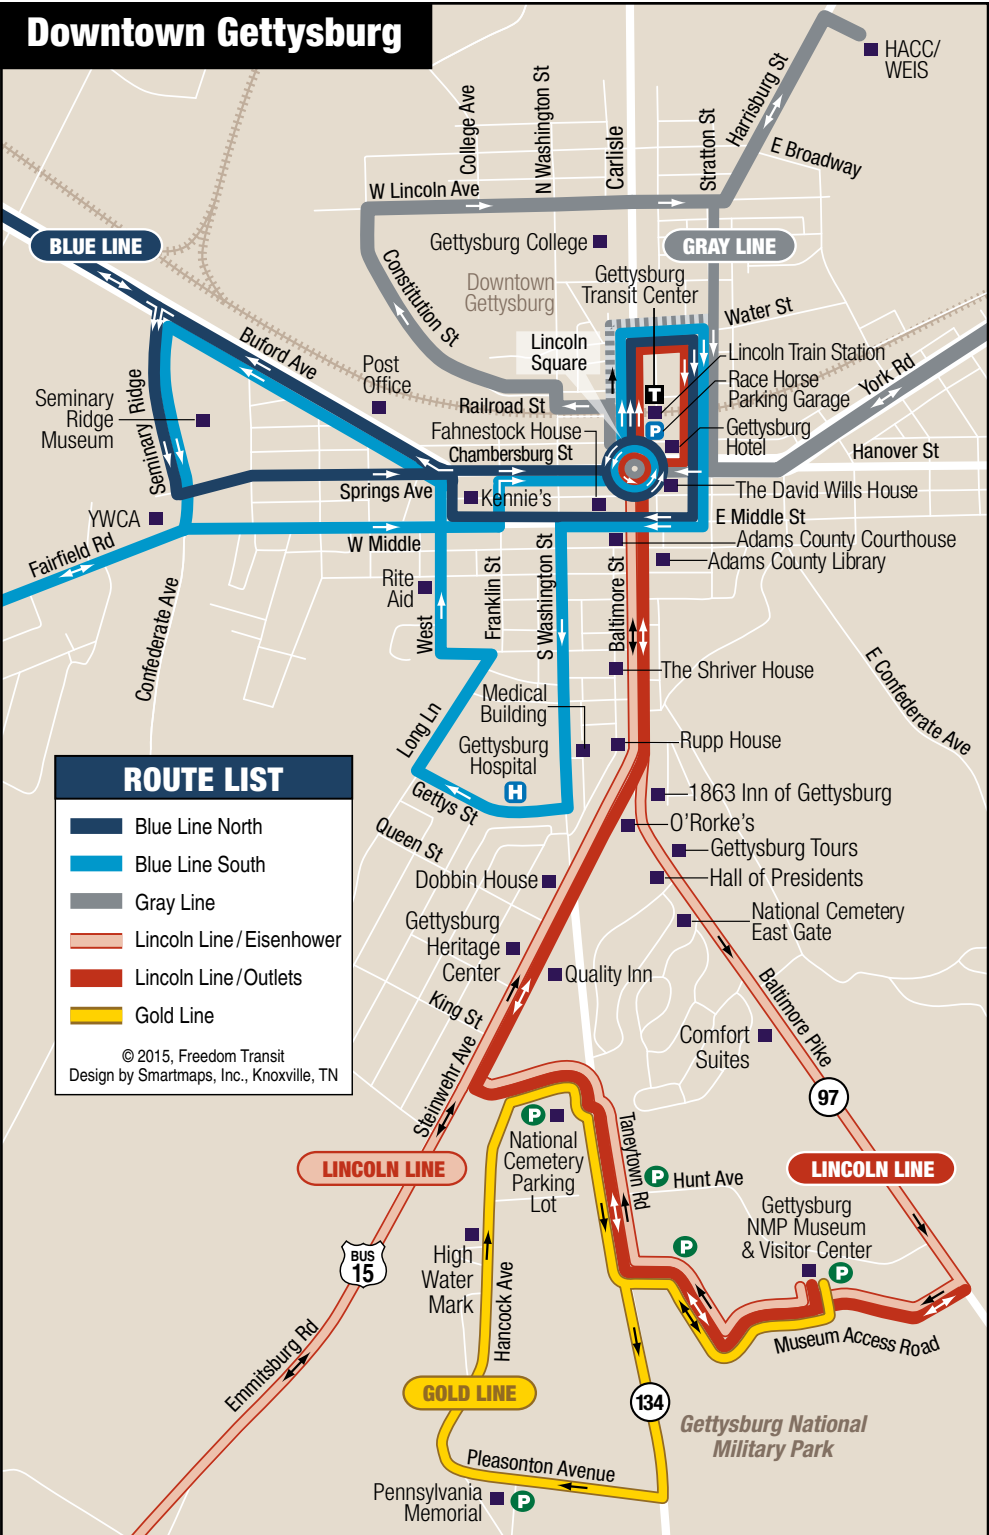 Downtown Gettysburg
HACC/
WEIS
Harrisburg St
E Broadway
College Ave
N Washington St
Carlisle
Stratton St
W Lincoln Ave
BLUE LINE
Gettysburg College
GRAY LINE
Constitution St
Downtown
Gettysburg
Gettysburg
Transit Center
Water St
Lincoln
Square
Buford Ave
Lincoln Train Station
York Rd
Post
Office
T
Race Horse
Parking Garage
Seminary
Ridge
Museum
Seminary Ridge
Railroad St
P
Gettysburg
Hotel
Fahnestock House
Chambersburg St
Hanover St
Springs Ave
Kennie's
The David Wills House
YWCA
E Middle St
W Middle
Adams County Courthouse
Fairfield Rd
Adams County Library
Rite
Aid
West
Franklin St
S Washington St
Baltimore St
Confederate Ave
The Shriver House
E Confederate Ave
Medical
Building
Long Ln
Gettysburg
Hospital
H
Rupp House
Gettys St
1863 Inn of Gettysburg
O'Rorke's
Queen St
Gettysburg Tours
Dobbin House
Hall of Presidents
National Cemetery
East Gate
Gettysburg
Heritage
Center
Quality Inn
King St
Baltimore Pike
Comfort
Suites
Steinwehr Ave
97
ROUTE LIST
Blue Line North
Blue Line South
Gray Line
Lincoln Line/Eisenhower
Lincoln Line/Outlets
Gold Line
© 2015, Freedom Transit
Design by Smartmaps, Inc., Knoxville, TN
P
National
Cemetery
Parking
Lot
Taneytown Rd
P
Hunt Ave
LINCOLN LINE
LINCOLN LINE
Gettysburg
NMP Museum
& Visitor Center
P
P
BUS
15
High
Water
Mark
Hancock Ave
Museum Access Road
Emmitsburg Rd
GOLD LINE
134
Gettysburg National
Military Park
Pleasonton Avenue
Pennsylvania
Memorial
P